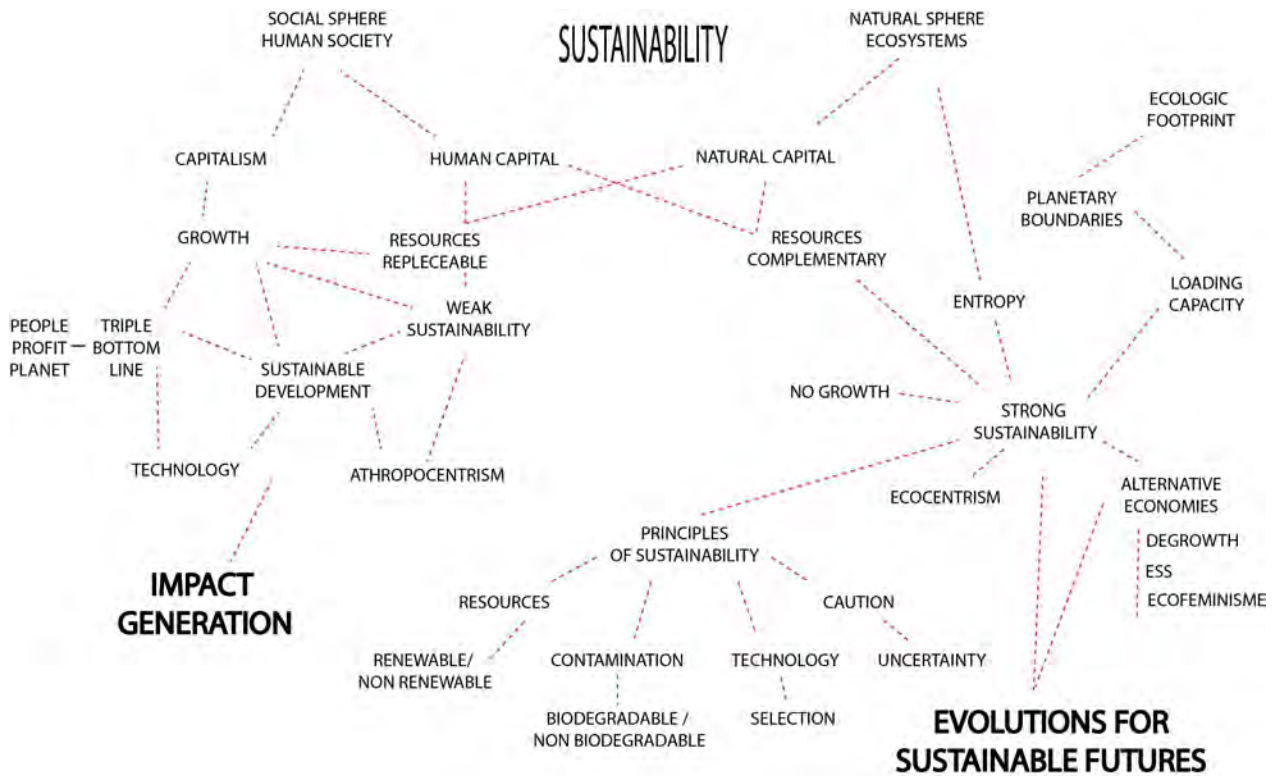 SUSTAINABILITY
SOCIAL SPHERE
HUMAN SOCIETY
NATURAL SPHERE
ECOSYSTEMS
ECOLOGIC
FOOTPRINT
CAPITALISM
HUMAN CAPITAL
NATURAL CAPITAL
PLANETARY
BOUNDARIES
GROWTH
RESOURCES
REPLECEABLE
RESOURCES
COMPLEMENTARY
LOADING
CAPACITY
ENTROPY
WEAK
SUSTAINABILITY
PEOPLE
PROFIT
PLANET
TRIPLE
BOTTOM
LINE
SUSTAINABLE
DEVELOPMENT
NO GROWTH
STRONG
SUSTAINABILITY
TECHNOLOGY
ATHROPOCENTRISM
ECOCENTRISM
ALTERNATIVE
ECONOMIES
DEGROWTH
ESS
ECOFEMINISME
PRINCIPLES
OF SUSTAINABILITY
IMPACT
GENERATION
RESOURCES
CAUTION
RENEWABLE/
NON RENEWABLE
CONTAMINATION
TECHNOLOGY
UNCERTAINTY
BIODEGRADABLE /
NON BIODEGRADABLE
SELECTION
EVOLUTIONS FOR
SUSTAINABLE FUTURES